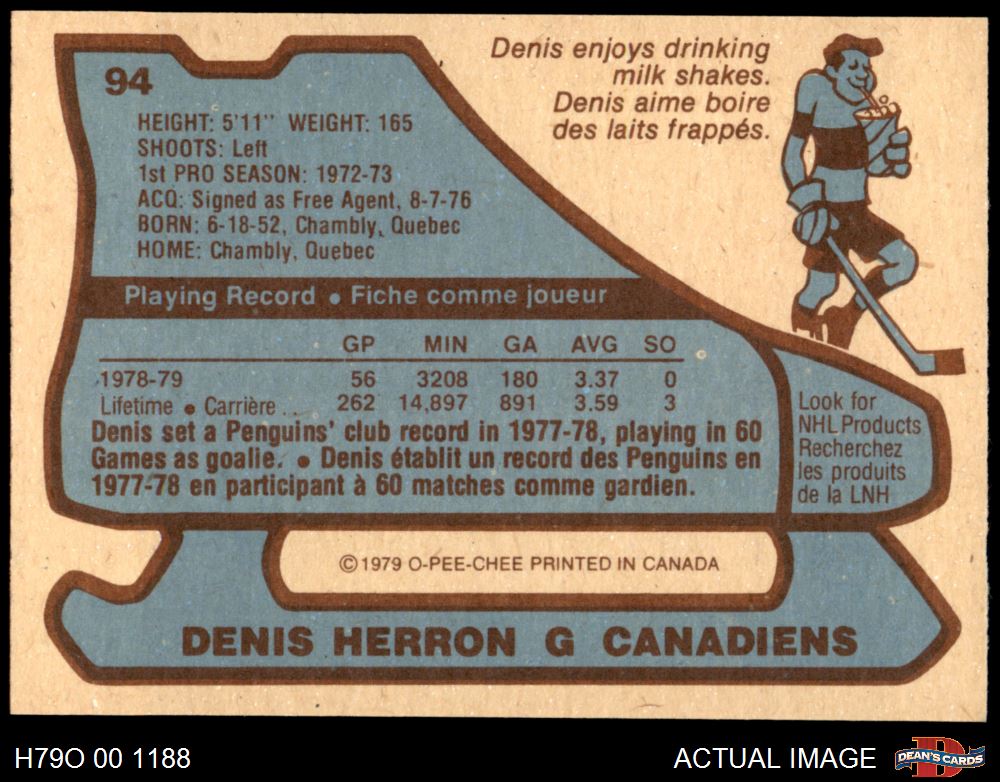 94
Denis enjoys drinking
milk shakes.
Denis aime boire
des laits frappés.
HEIGHT: 5'11" WEIGHT: 165
SHOOTS: Left
1st PRO SEASON: 1972-73
ACQ: Signed as Free Agent, 8-7-76
BORN: 6-18-52, Chambly, Quebec
HOME: Chambly, Quebec
Playing Record • Fiche comme joueur
GP MIN GA AVG SO
1978-79 56 3208 180 3.37 0
Lifetime • Carrière .. 262 14,897 891 3.59 3
Denis set a Penguins' club record in 1977-78, playing in 60
Games as goalie. • Denis établit un record des Penguins en
1977-78 en participant à 60 matches comme gardien.
Look for
NHL Products
Recherchez
les produits
de la LNH
© 1979 O-PEE-CHEE PRINTED IN CANADA
DENIS HERRON G CANADIENS
H79O 00 1188
ACTUAL IMAGE
D
DEAN'S CARDS